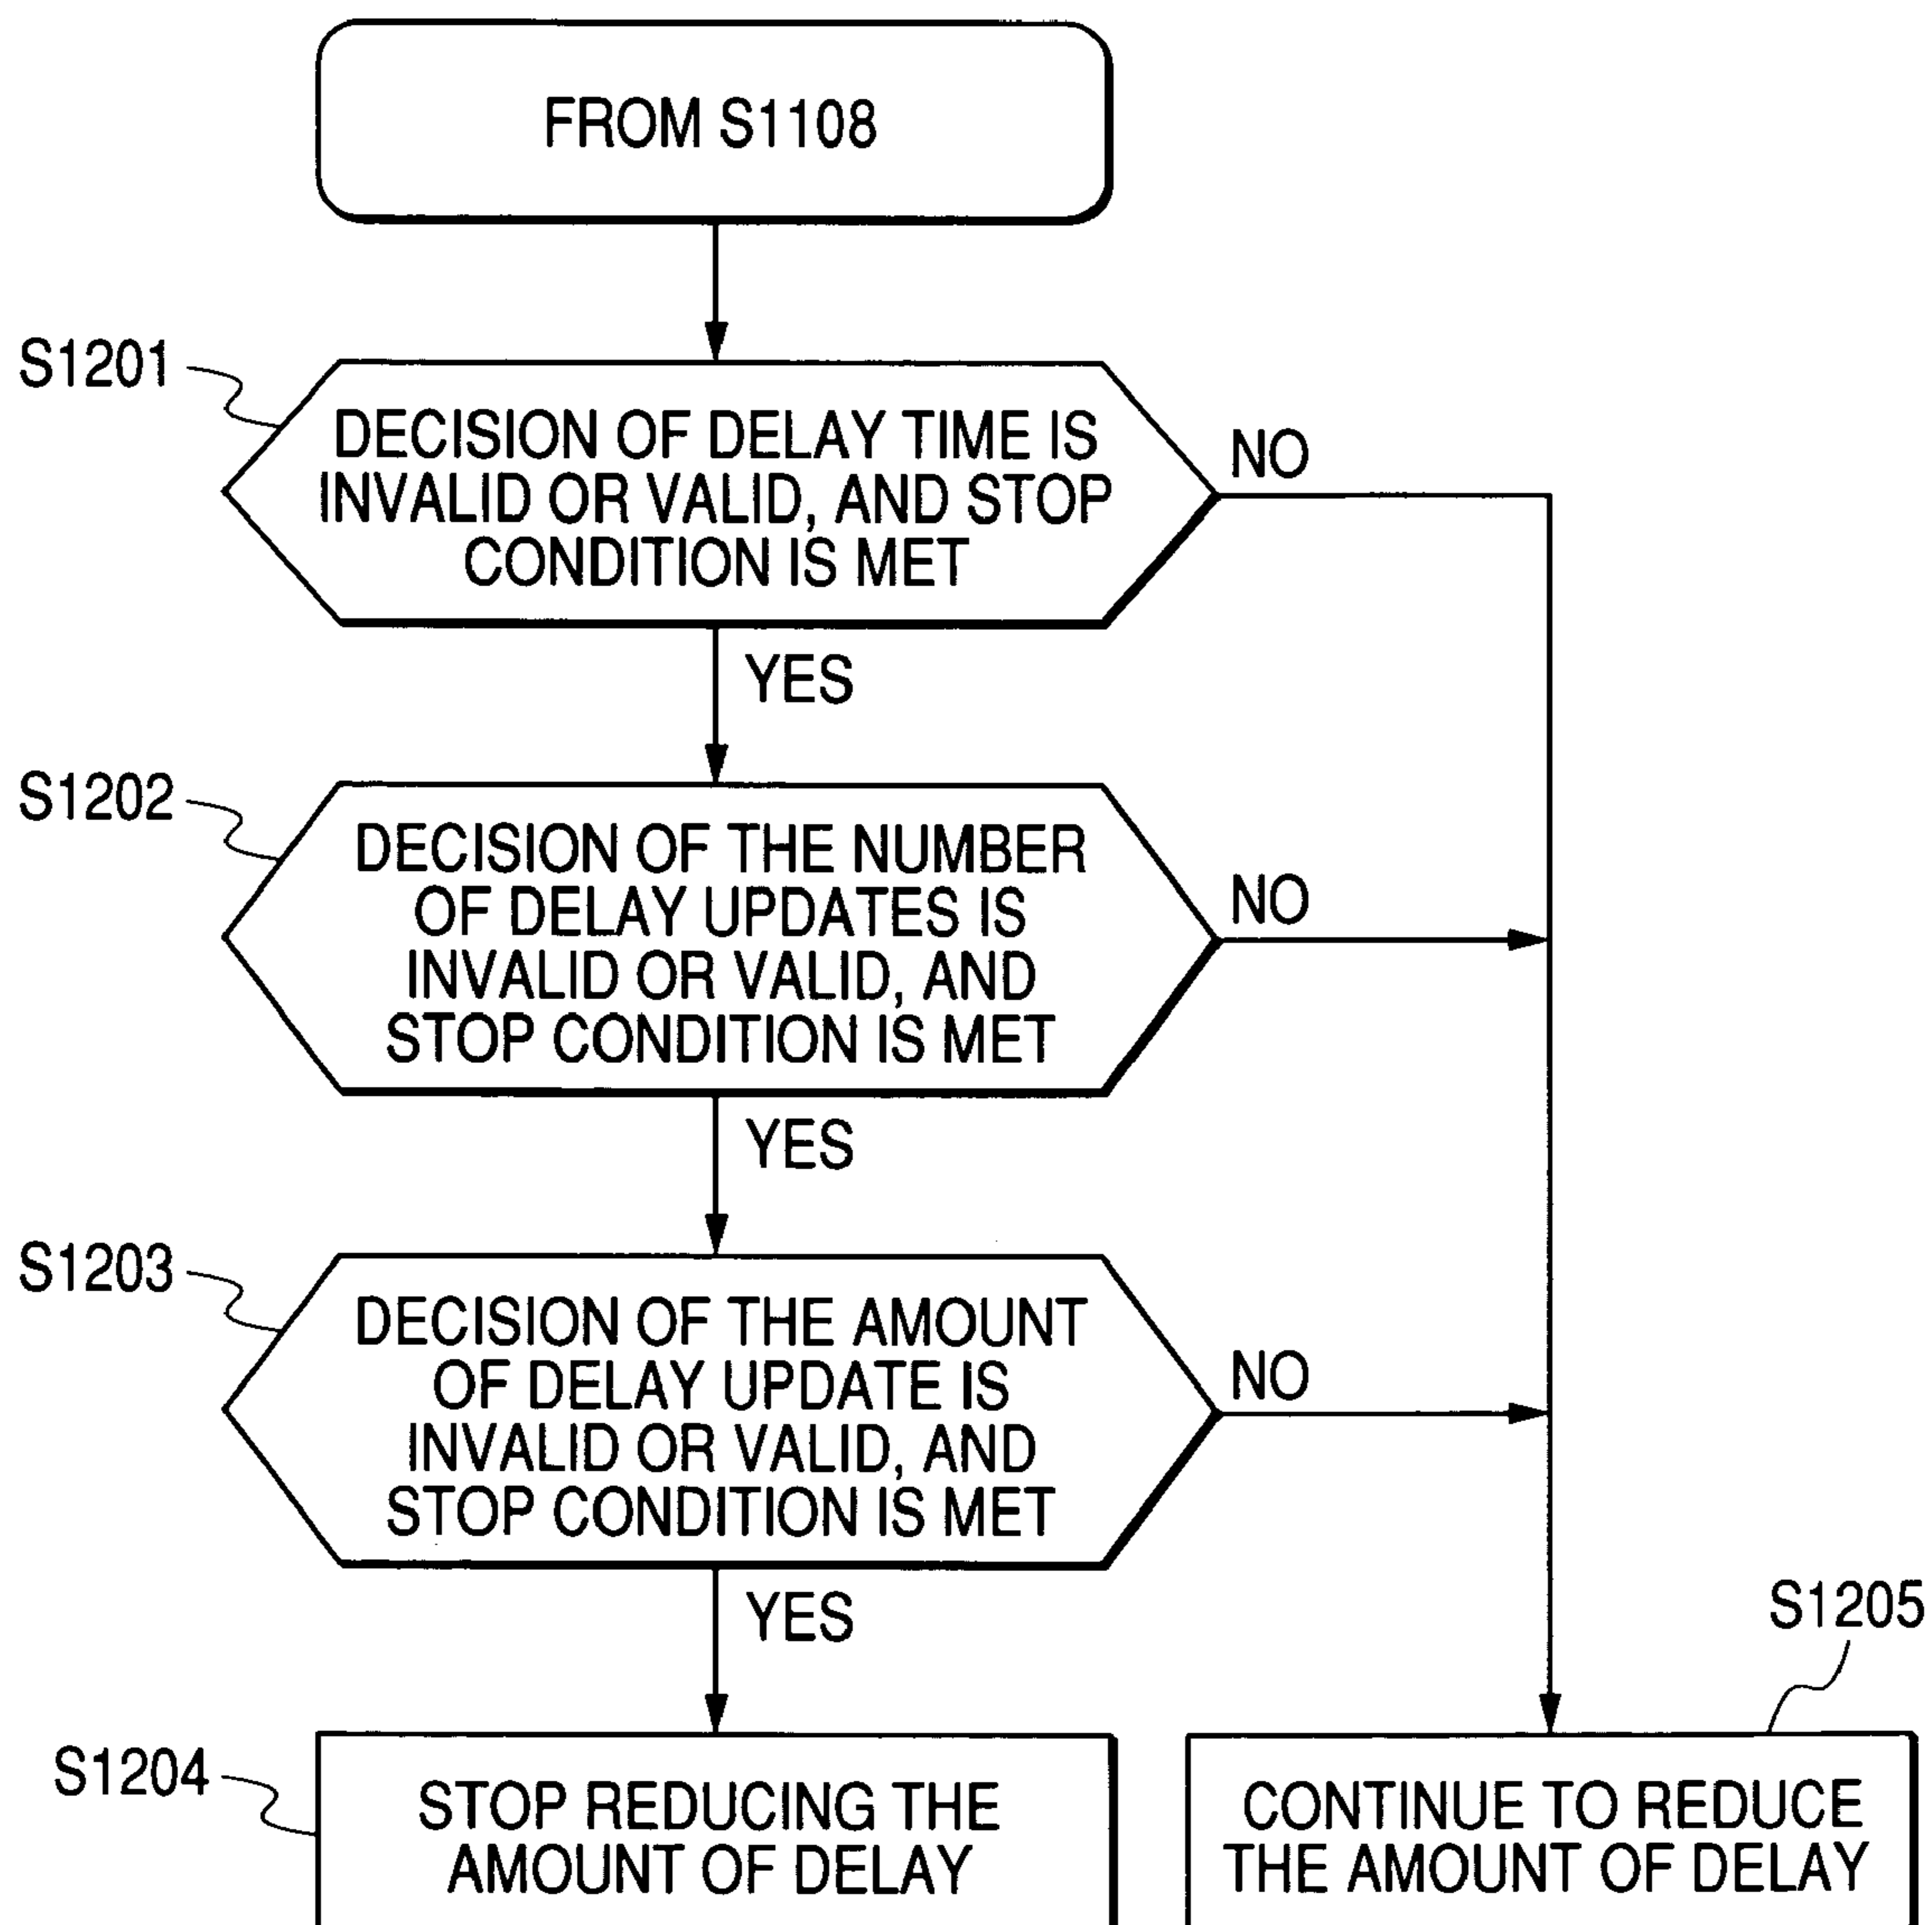 FROM S1108
S1201
DECISION OF DELAY TIME IS
INVALID OR VALID, AND STOP
CONDITION IS MET
NO
YES
S1202
DECISION OF THE NUMBER
OF DELAY UPDATES IS
INVALID OR VALID, AND
STOP CONDITION IS MET
NO
YES
S1203
DECISION OF THE AMOUNT
OF DELAY UPDATE IS
INVALID OR VALID, AND
STOP CONDITION IS MET
NO
YES
S1205
S1204
STOP REDUCING THE
AMOUNT OF DELAY
CONTINUE TO REDUCE
THE AMOUNT OF DELAY